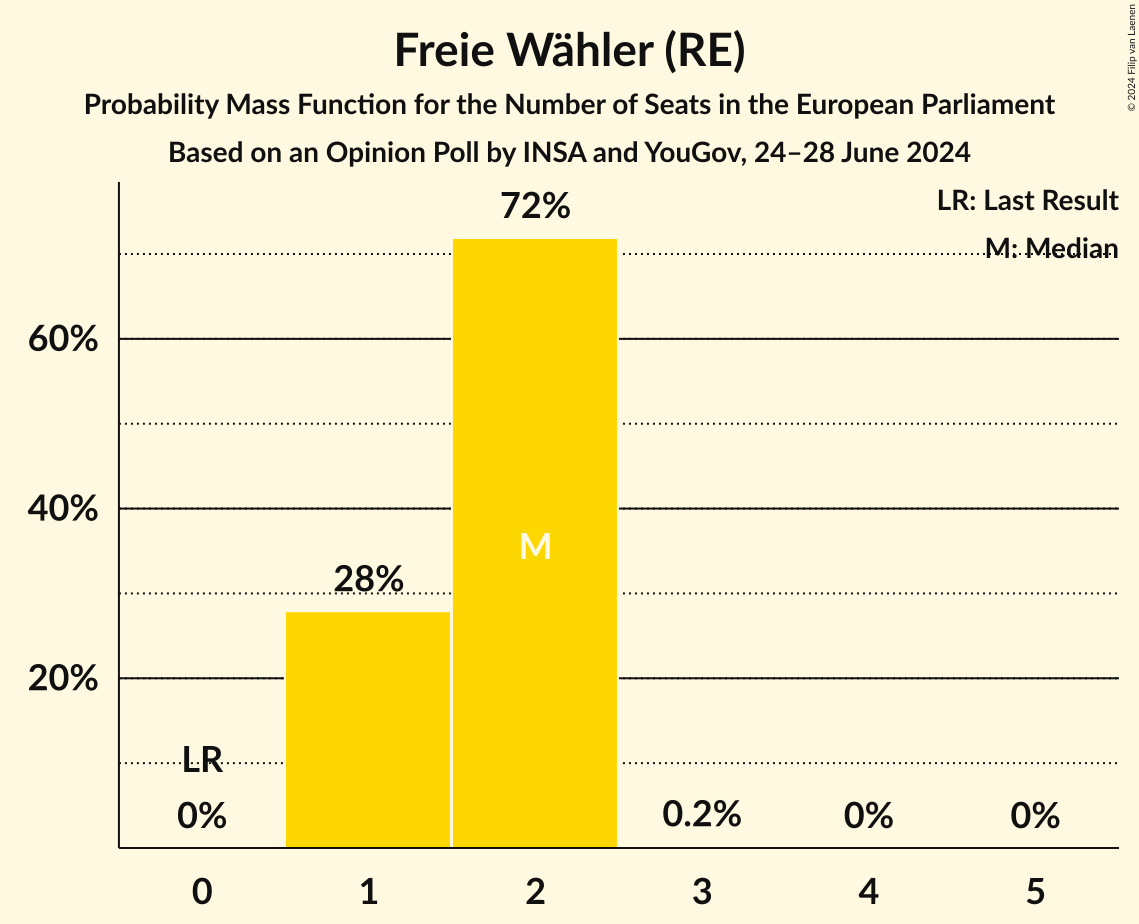 Freie Wähler (RE)
Probability Mass Function for the Number of Seats in the European Parliament
Based on an Opinion Poll by INSA and YouGov, 24–28 June 2024
© 2024 Filip van Laenen
LR: Last Result
M: Median
72%
60%
40%
M
28%
20%
LR
0%
0.2%
0%
0%
0 1 2 3 4 5